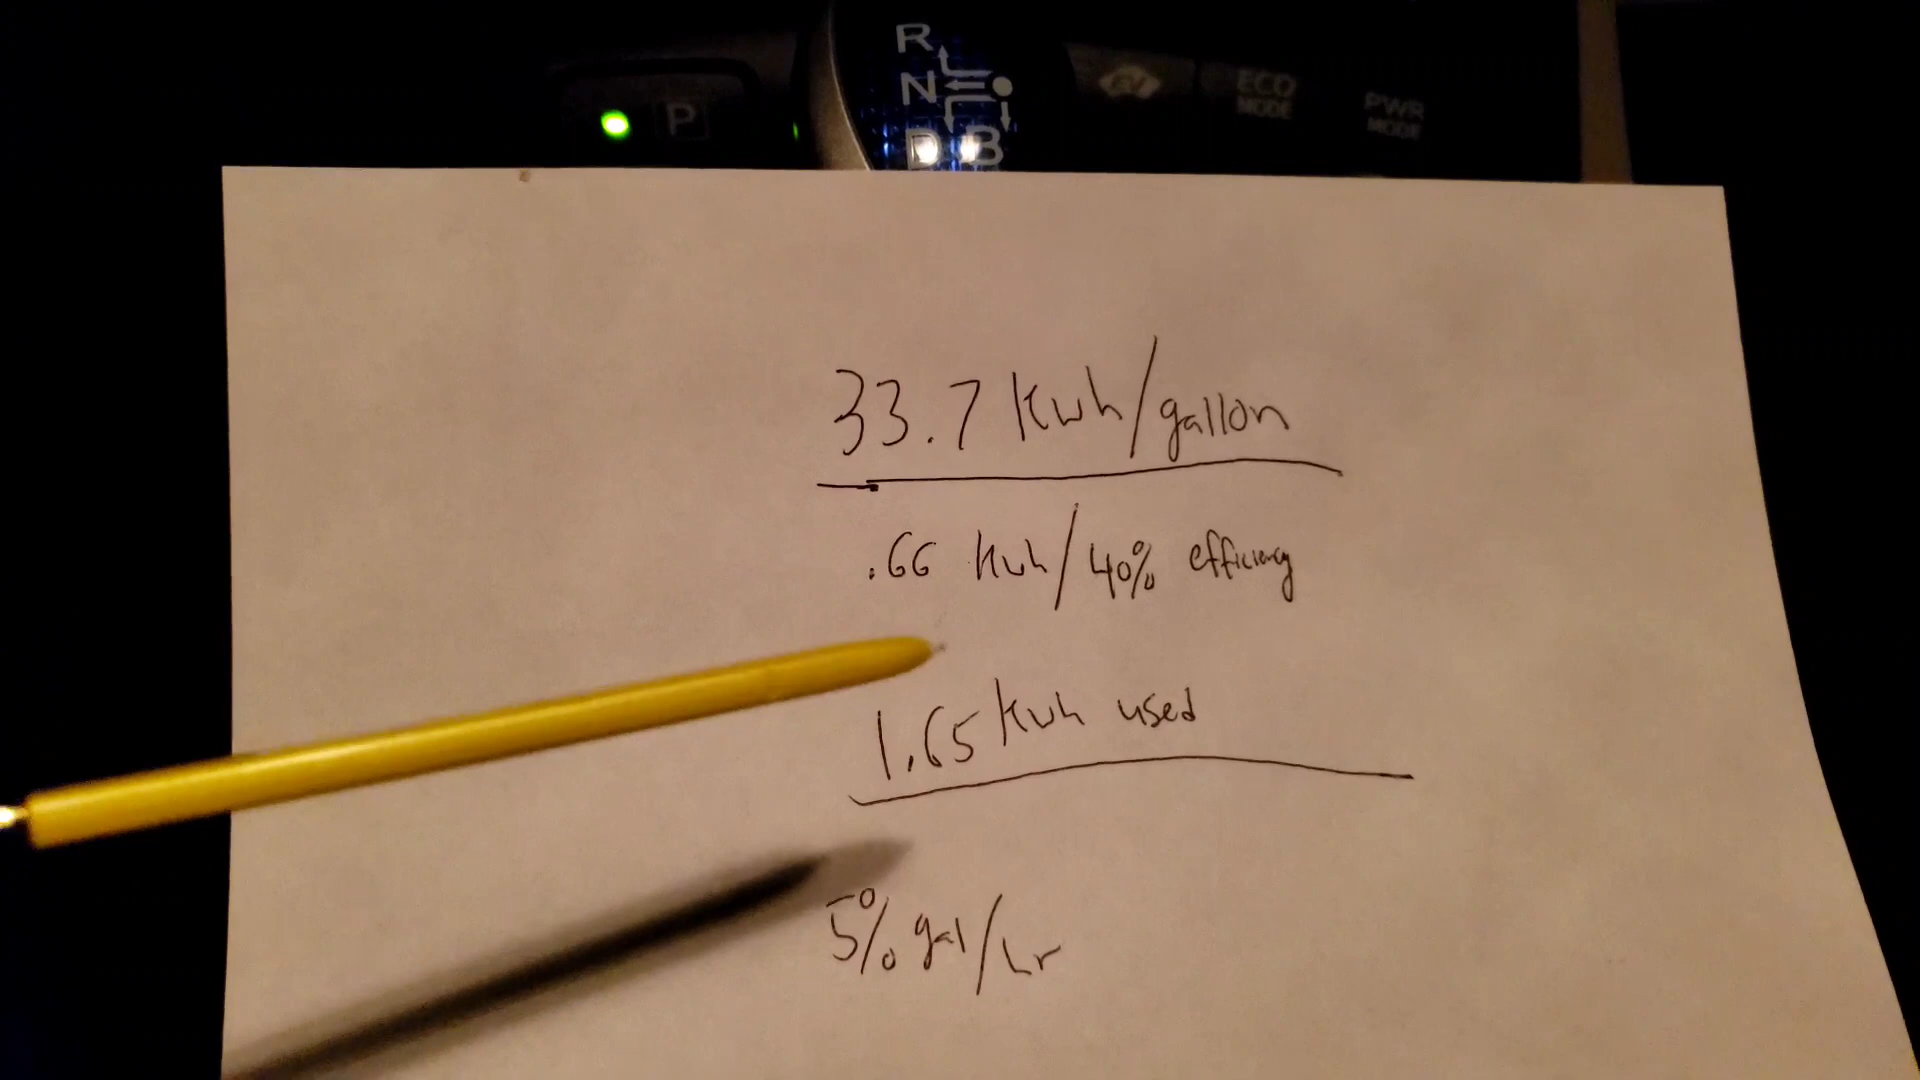 R
N
D B
P
EV
ECO MODE
PWR MODE
33.7 Kwh/gallon
.66 Kwh/40% efficiency
1.65 Kwh used
5% gal/hr